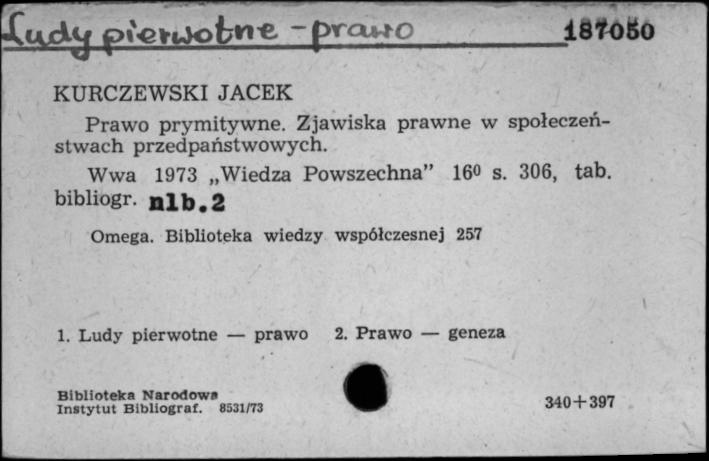 Ludy pierwotne - prawo 187050
KURCZEWSKI JACEK
Prawo prymitywne. Zjawiska prawne w społeczeń-
stwach przedpaństwowych.
Wwa 1973 „Wiedza Powszechna” 16⁰ s. 306, tab.
bibliogr. nlb.2
Omega. Biblioteka wiedzy współczesnej 257
1. Ludy pierwotne — prawo 2. Prawo — geneza
Biblioteka Narodowa
Instytut Bibliograf. 8531/73
340+397